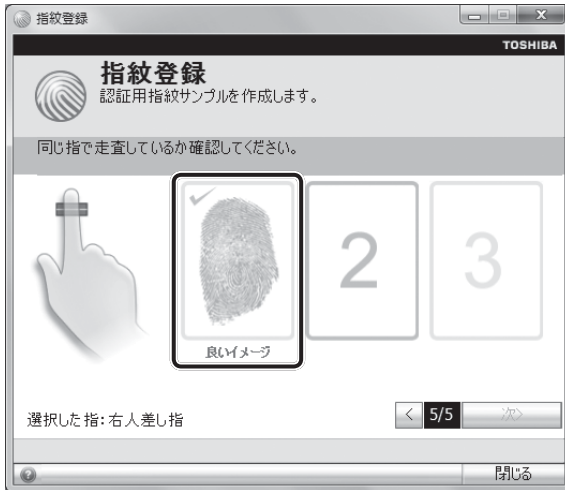 指紋登録
TOSHIBA
指紋登録
認証用指紋サンプルを作成します。
同じ指で走査しているか確認してください。
2
3
良いイメージ
選択した指:右人差し指
< 5/5 次>
閉じる